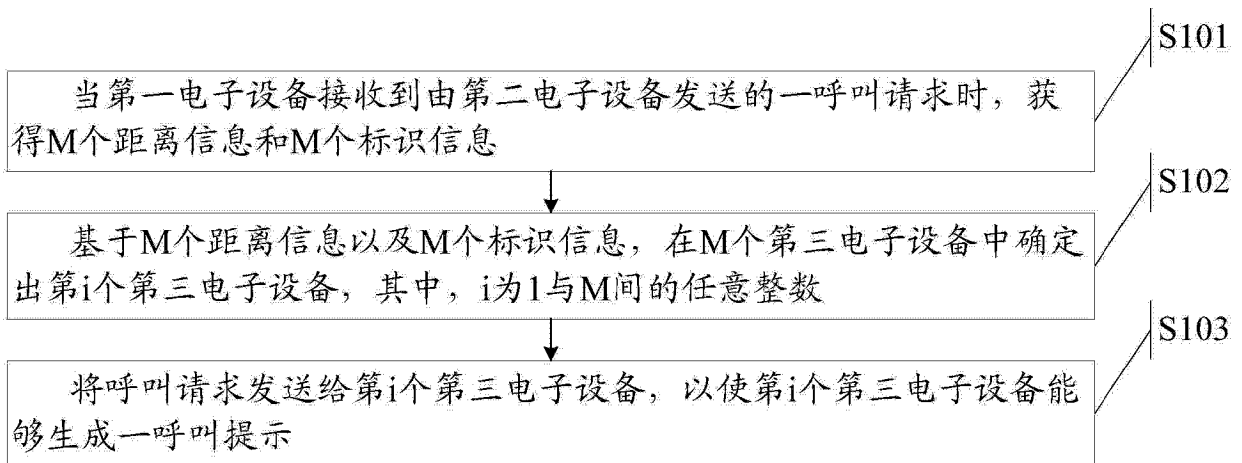 S101
当第一电子设备接收到由第二电子设备发送的一呼叫请求时，获
得M个距离信息和M个标识信息
S102
基于M个距离信息以及M个标识信息，在M个第三电子设备中确定
出第i个第三电子设备，其中，i为1与M间的任意整数
S103
将呼叫请求发送给第i个第三电子设备，以使第i个第三电子设备能
够生成一呼叫提示